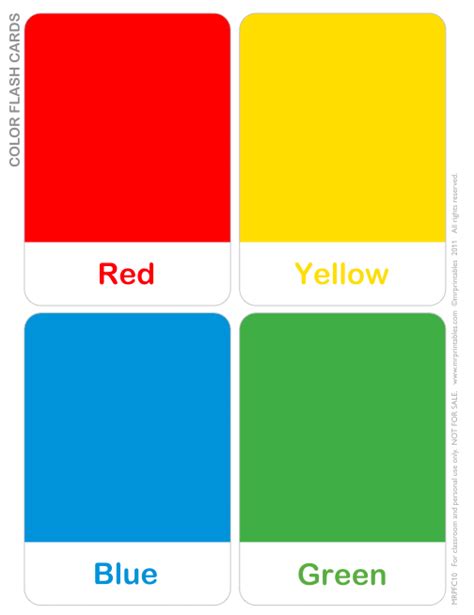 COLOR FLASH CARDS
Red
Yellow
Blue
Green
MRPFC10 For classroom and personal use only. NOT FOR SALE. www.mrprintables.com ©mrprintables 2011 All rights reserved.